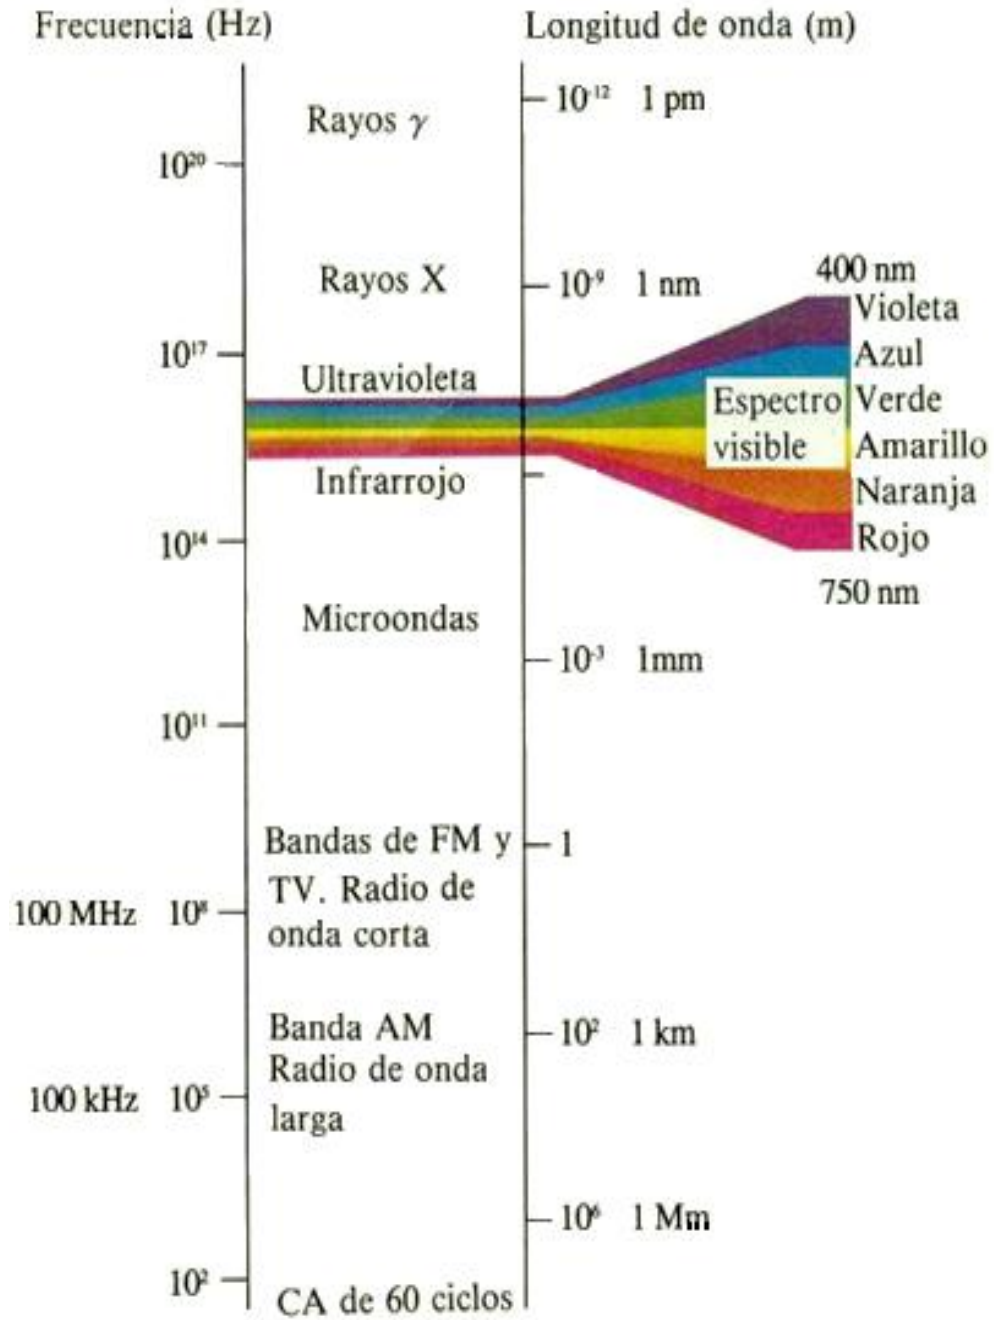 Frecuencia (Hz)
Longitud de onda (m)
10⁻¹² 1 pm
Rayos γ
10²⁰
Rayos X
10⁻⁹ 1 nm
400 nm
Violeta
10¹⁷
Azul
Ultravioleta
Espectro
visible
Verde
Amarillo
Infrarrojo
Naranja
10¹⁴
Rojo
750 nm
Microondas
10⁻³ 1mm
10¹¹
Bandas de FM y
TV. Radio de
onda corta
1
100 MHz 10⁸
Banda AM
Radio de onda
larga
10² 1 km
100 kHz 10⁵
10⁶ 1 Mm
10²
CA de 60 ciclos